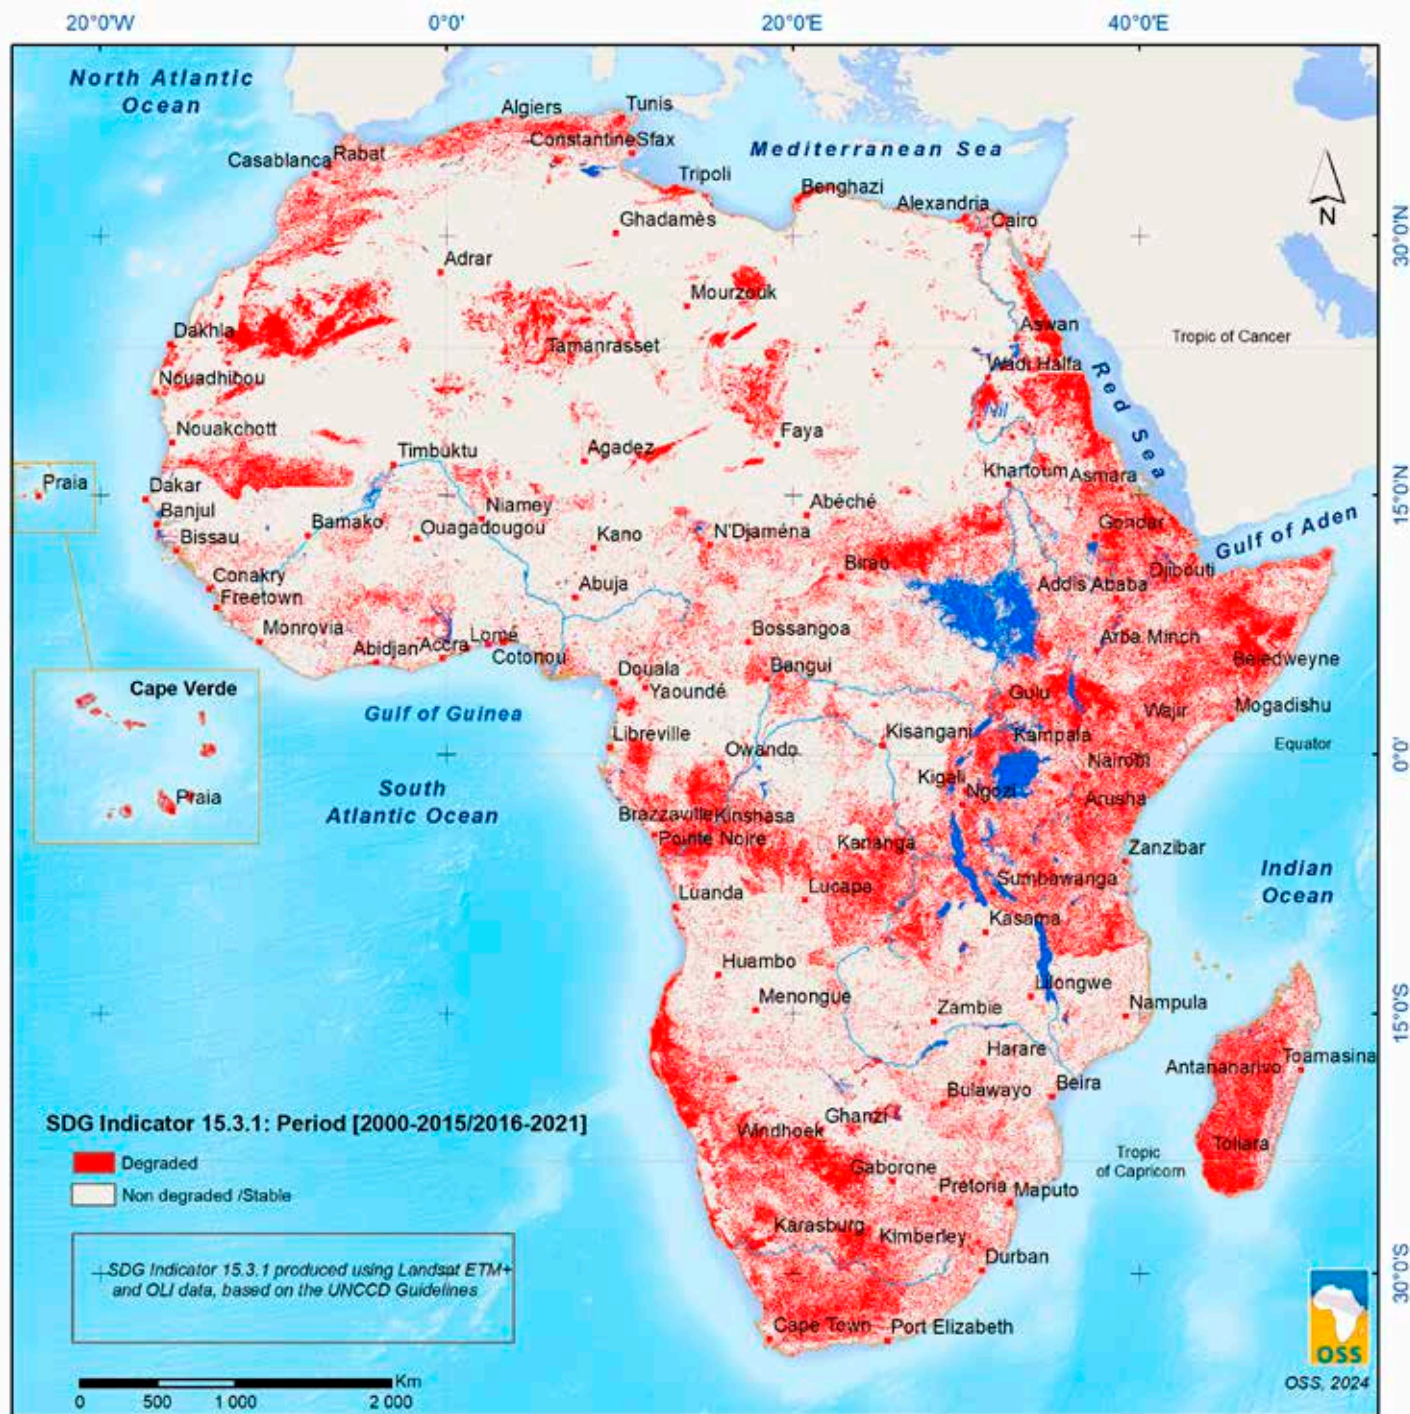 20°0'W
0°0'
20°0'E
40°0'E
North Atlantic
Ocean
Algiers
Tunis
Constantine
Sfax
Casablanca
Rabat
Mediterranean Sea
Tripoli
Benghazi
Alexandria
Cairo
N
Ghadamès
30°0'N
Adrar
Mourzouk
Dakhla
Aswan
Tropic of Cancer
Tamanrasset
Wadi Halfa
Nouadhibou
Red Sea
Nil
Nouakchott
Faya
Timbuktu
Agadez
Khartoum
Asmara
Praia
Dakar
15°0'N
Banjul
Niamey
Abéché
Bamako
Ouagadougou
Gondar
Bissau
Kano
N'Djaména
Gulf of Aden
Birao
Djibouti
Conakry
Abuja
Addis Ababa
Freetown
Monrovia
Bossangoa
Arba Minch
Abidjan
Accra
Lomé
Cotonou
Bangui
Beledweyne
Douala
Yaoundé
Cape Verde
Gulu
Wajir
Mogadishu
Gulf of Guinea
Libreville
Kisangani
Kampala
Equator
Owando
Nairobi
0°0'
Kigali
Ngozi
South
Atlantic Ocean
Praia
Arusha
Brazzaville
Kinshasa
Pointe Noire
Kananga
Zanzibar
Indian
Ocean
Luanda
Lucapa
Sumbawanga
Kasama
Huambo
Menongue
Lilongwe
Zambie
Nampula
15°0'S
Harare
Antananarivo
Toamasina
Bulawayo
Beira
Ghanzi
SDG Indicator 15.3.1: Period [2000-2015/2016-2021]
Windhoek
Toliara
Degraded
Tropic
of Capricorn
Gaborone
Non degraded /Stable
Pretoria
Maputo
Karasburg
Kimberley
Durban
SDG Indicator 15.3.1 produced using Landsat ETM+
and OLI data, based on the UNCCD Guidelines
30°0'S
Cape Town
Port Elizabeth
OSS
OSS, 2024
Km
0 500 1 000 2 000